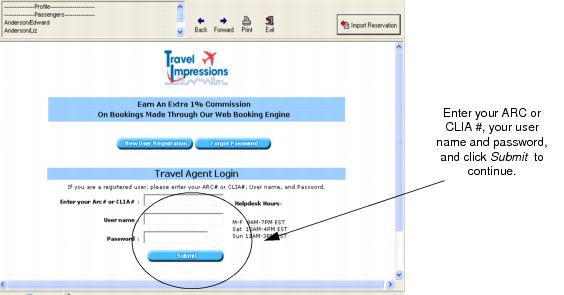 ---------------Profile--------------------
---------------Passengers-----------------
Anderson/Edward
Anderson/Liz
Back Forward Print Exit
Import Reservation
Travel
Impressions
Earn An Extra 1% Commission
On Bookings Made Through Our Web Booking Engine
New User Registration Forgot Password
Travel Agent Login
If you are a registered user, please enter your ARC# or CLIA#, User name, and Password.
Enter your Arc# or CLIA# :
Helpdesk Hours:
User name :
M-F 9AM-7PM EST
Sat 10AM-4PM EST
Password :
Sun 11AM-3PM EST
Submit
Enter your ARC or
CLIA #, your user
name and password,
and click Submit to
continue.